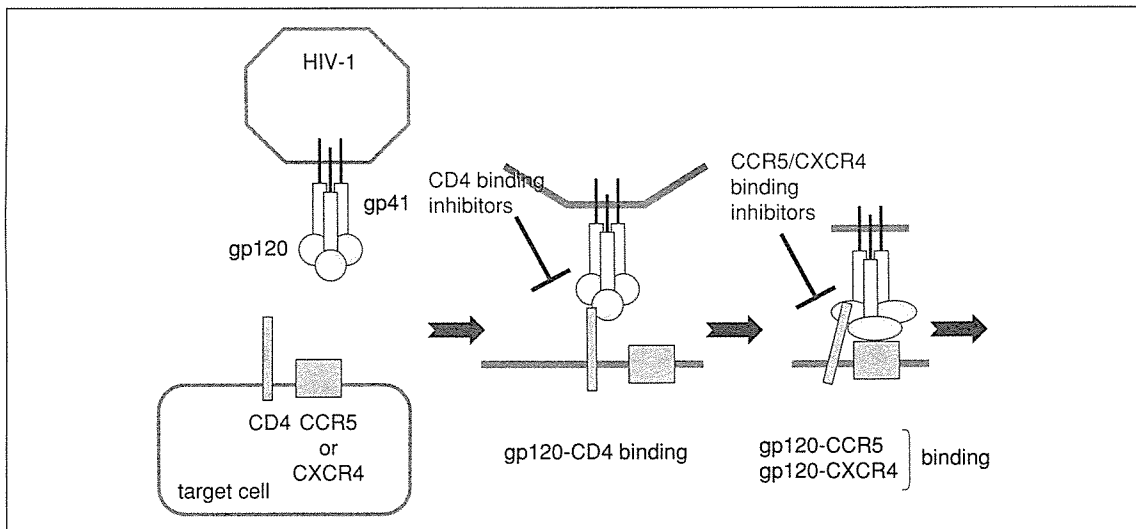 HIV-1
gp41
gp120
CD4 CCR5
or
CXCR4
target cell
CD4 binding
inhibitors
gp120-CD4 binding
CCR5/CXCR4
binding
inhibitors
gp120-CCR5
gp120-CXCR4
binding